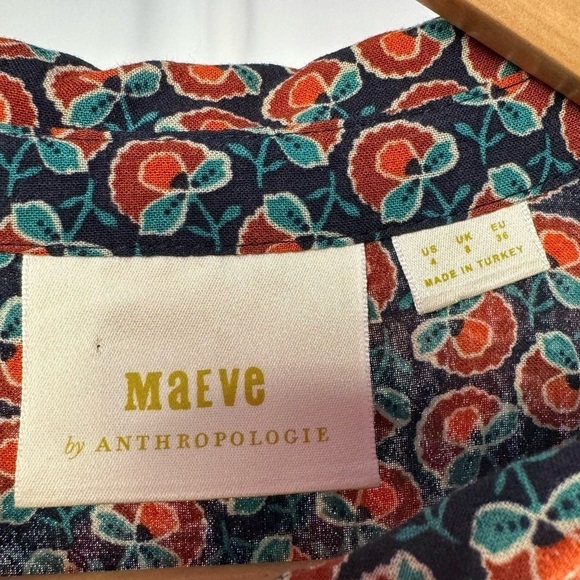 MaEVe
by ANTHROPOLOGIE
US UK EU
4 8 36
MADE IN TURKEY